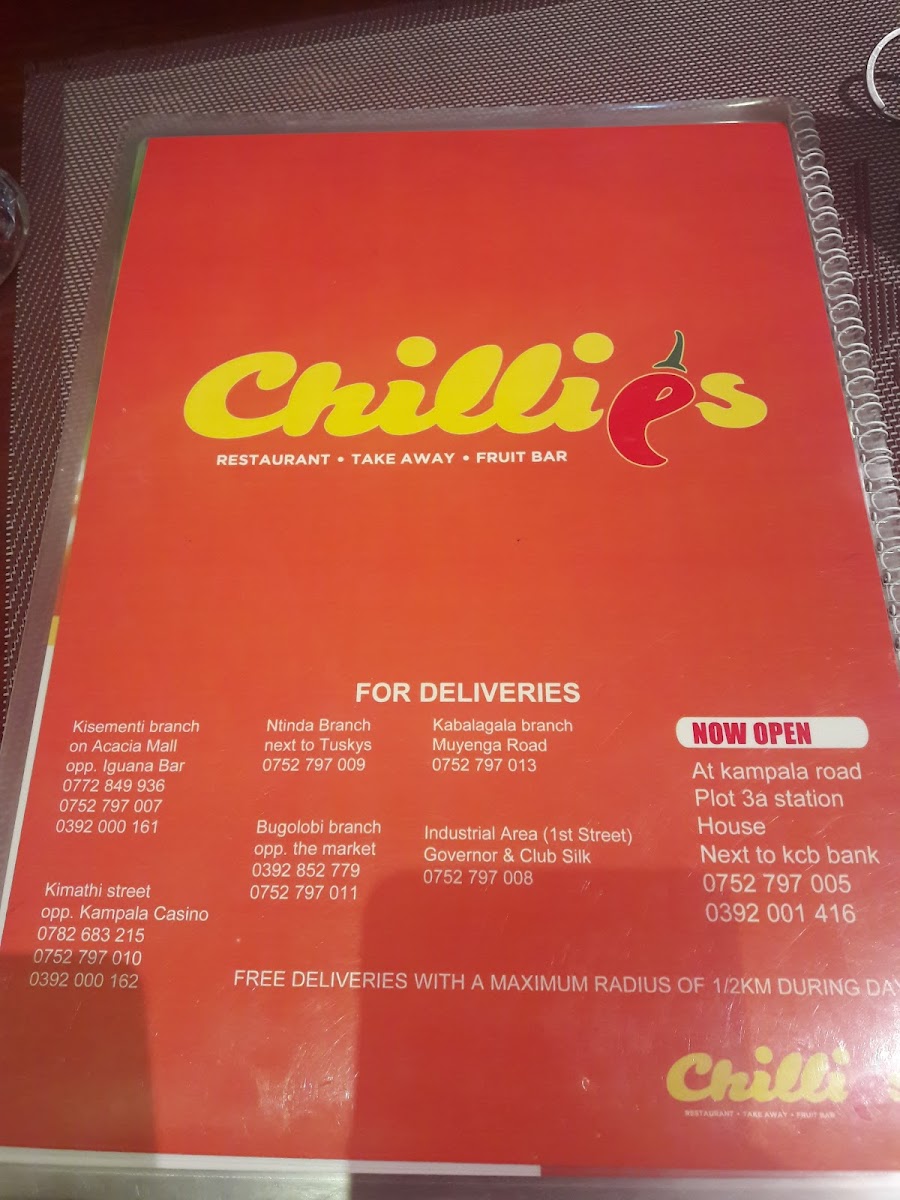 Chillies
RESTAURANT • TAKE AWAY • FRUIT BAR
FOR DELIVERIES
Kisementi branch
on Acacia Mall
opp. Iguana Bar
0772 849 936
0752 797 007
0392 000 161
Kimathi street
opp. Kampala Casino
0782 683 215
0752 797 010
0392 000 162
Ntinda Branch
next to Tuskys
0752 797 009
Bugolobi branch
opp. the market
0392 852 779
0752 797 011
Kabalagala branch
Muyenga Road
0752 797 013
Industrial Area (1st Street)
Governor & Club Silk
0752 797 008
NOW OPEN
At kampala road
Plot 3a station
House
Next to kcb bank
0752 797 005
0392 001 416
FREE DELIVERIES WITH A MAXIMUM RADIUS OF 1/2KM DURING DAY
Chillies
RESTAURANT • TAKE AWAY • FRUIT BAR